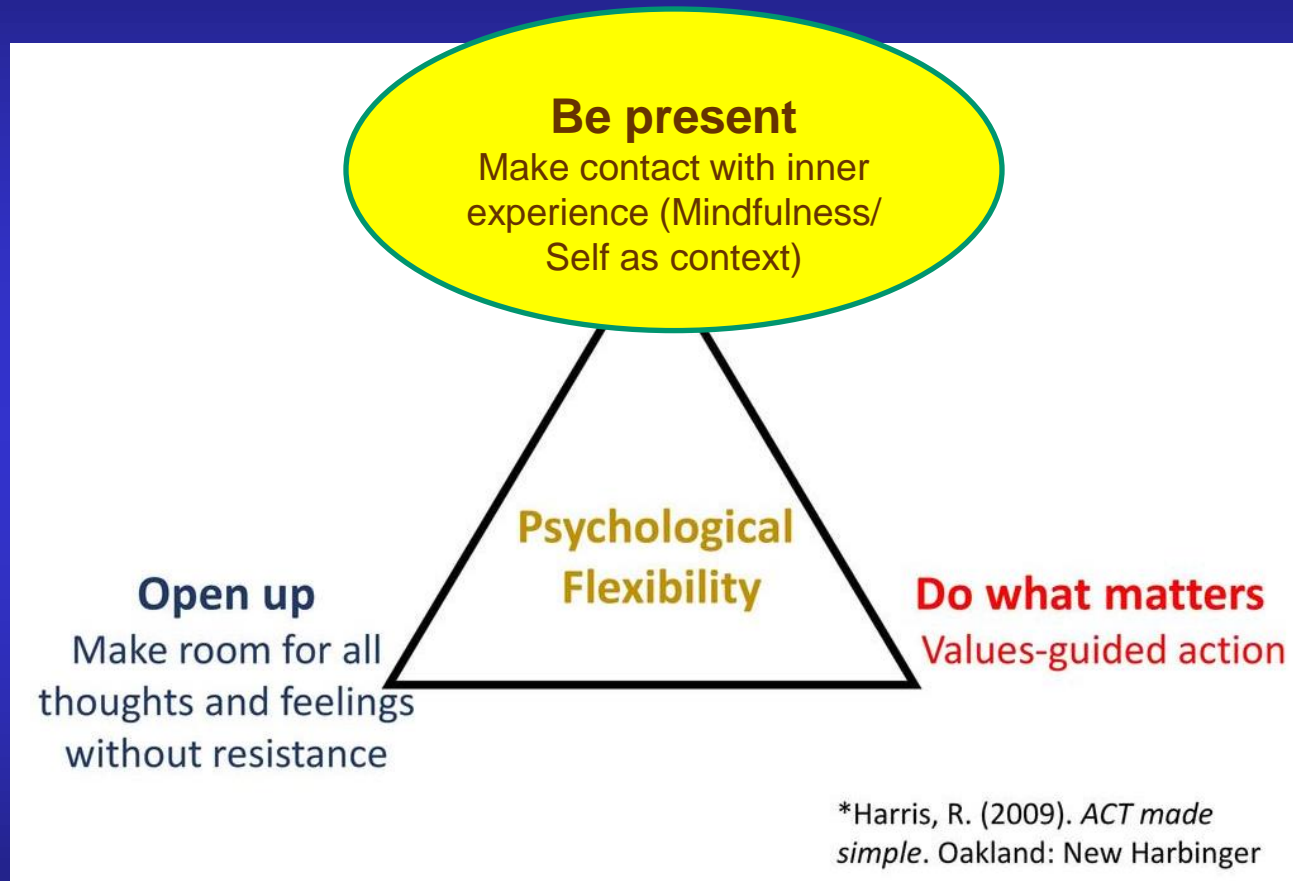 Be present
Make contact with inner
experience (Mindfulness/
Self as context)
Psychological
Flexibility
Open up
Make room for all
thoughts and feelings
without resistance
Do what matters
Values-guided action
*Harris, R. (2009). ACT made
simple. Oakland: New Harbinger